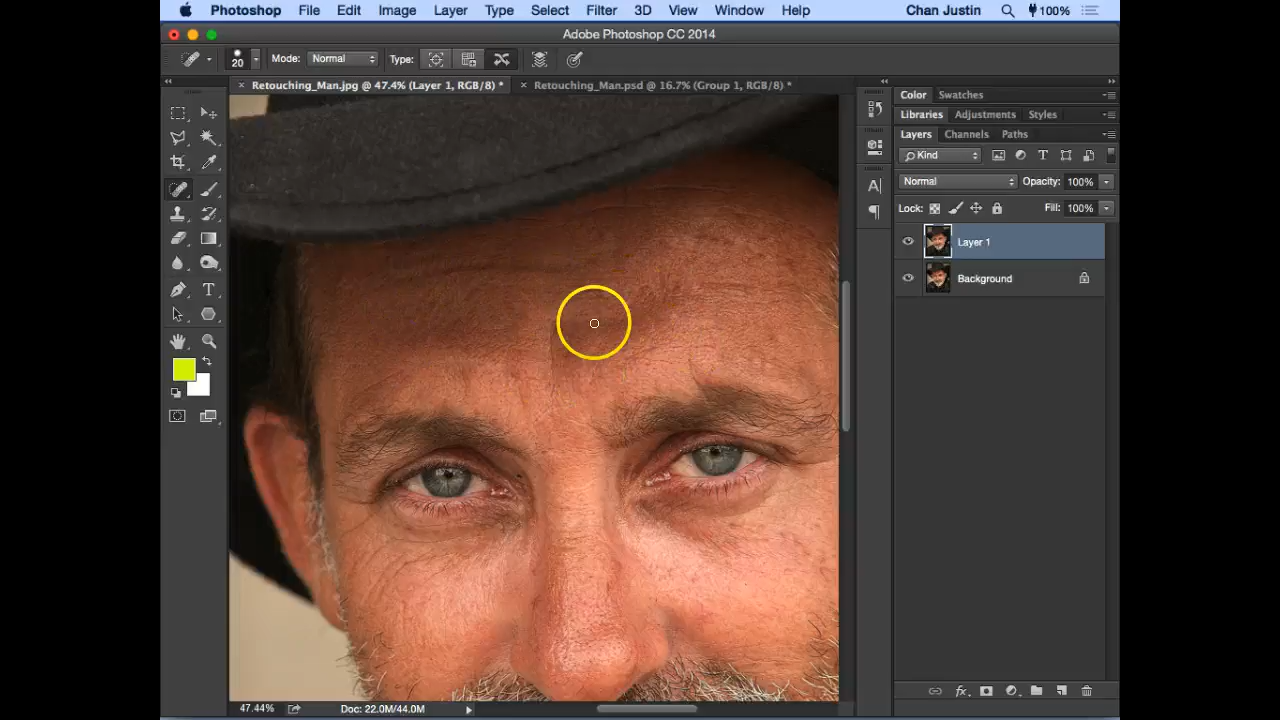 Photoshop File Edit Image Layer Type Select Filter 3D View Window Help Chan Justin 100%
Adobe Photoshop CC 2014
20 Mode: Normal Type:
× Retouching_Man.jpg @ 47.4% (Layer 1, RGB/8) * × Retouching_Man.psd @ 16.7% (Group 1, RGB/8) *
Color Swatches
Libraries Adjustments Styles
Layers Channels Paths
Kind T
Normal Opacity: 100%
Lock: Fill: 100%
Layer 1
Background
A|
¶
T
47.44% Doc: 22.0M/44.0M
fx